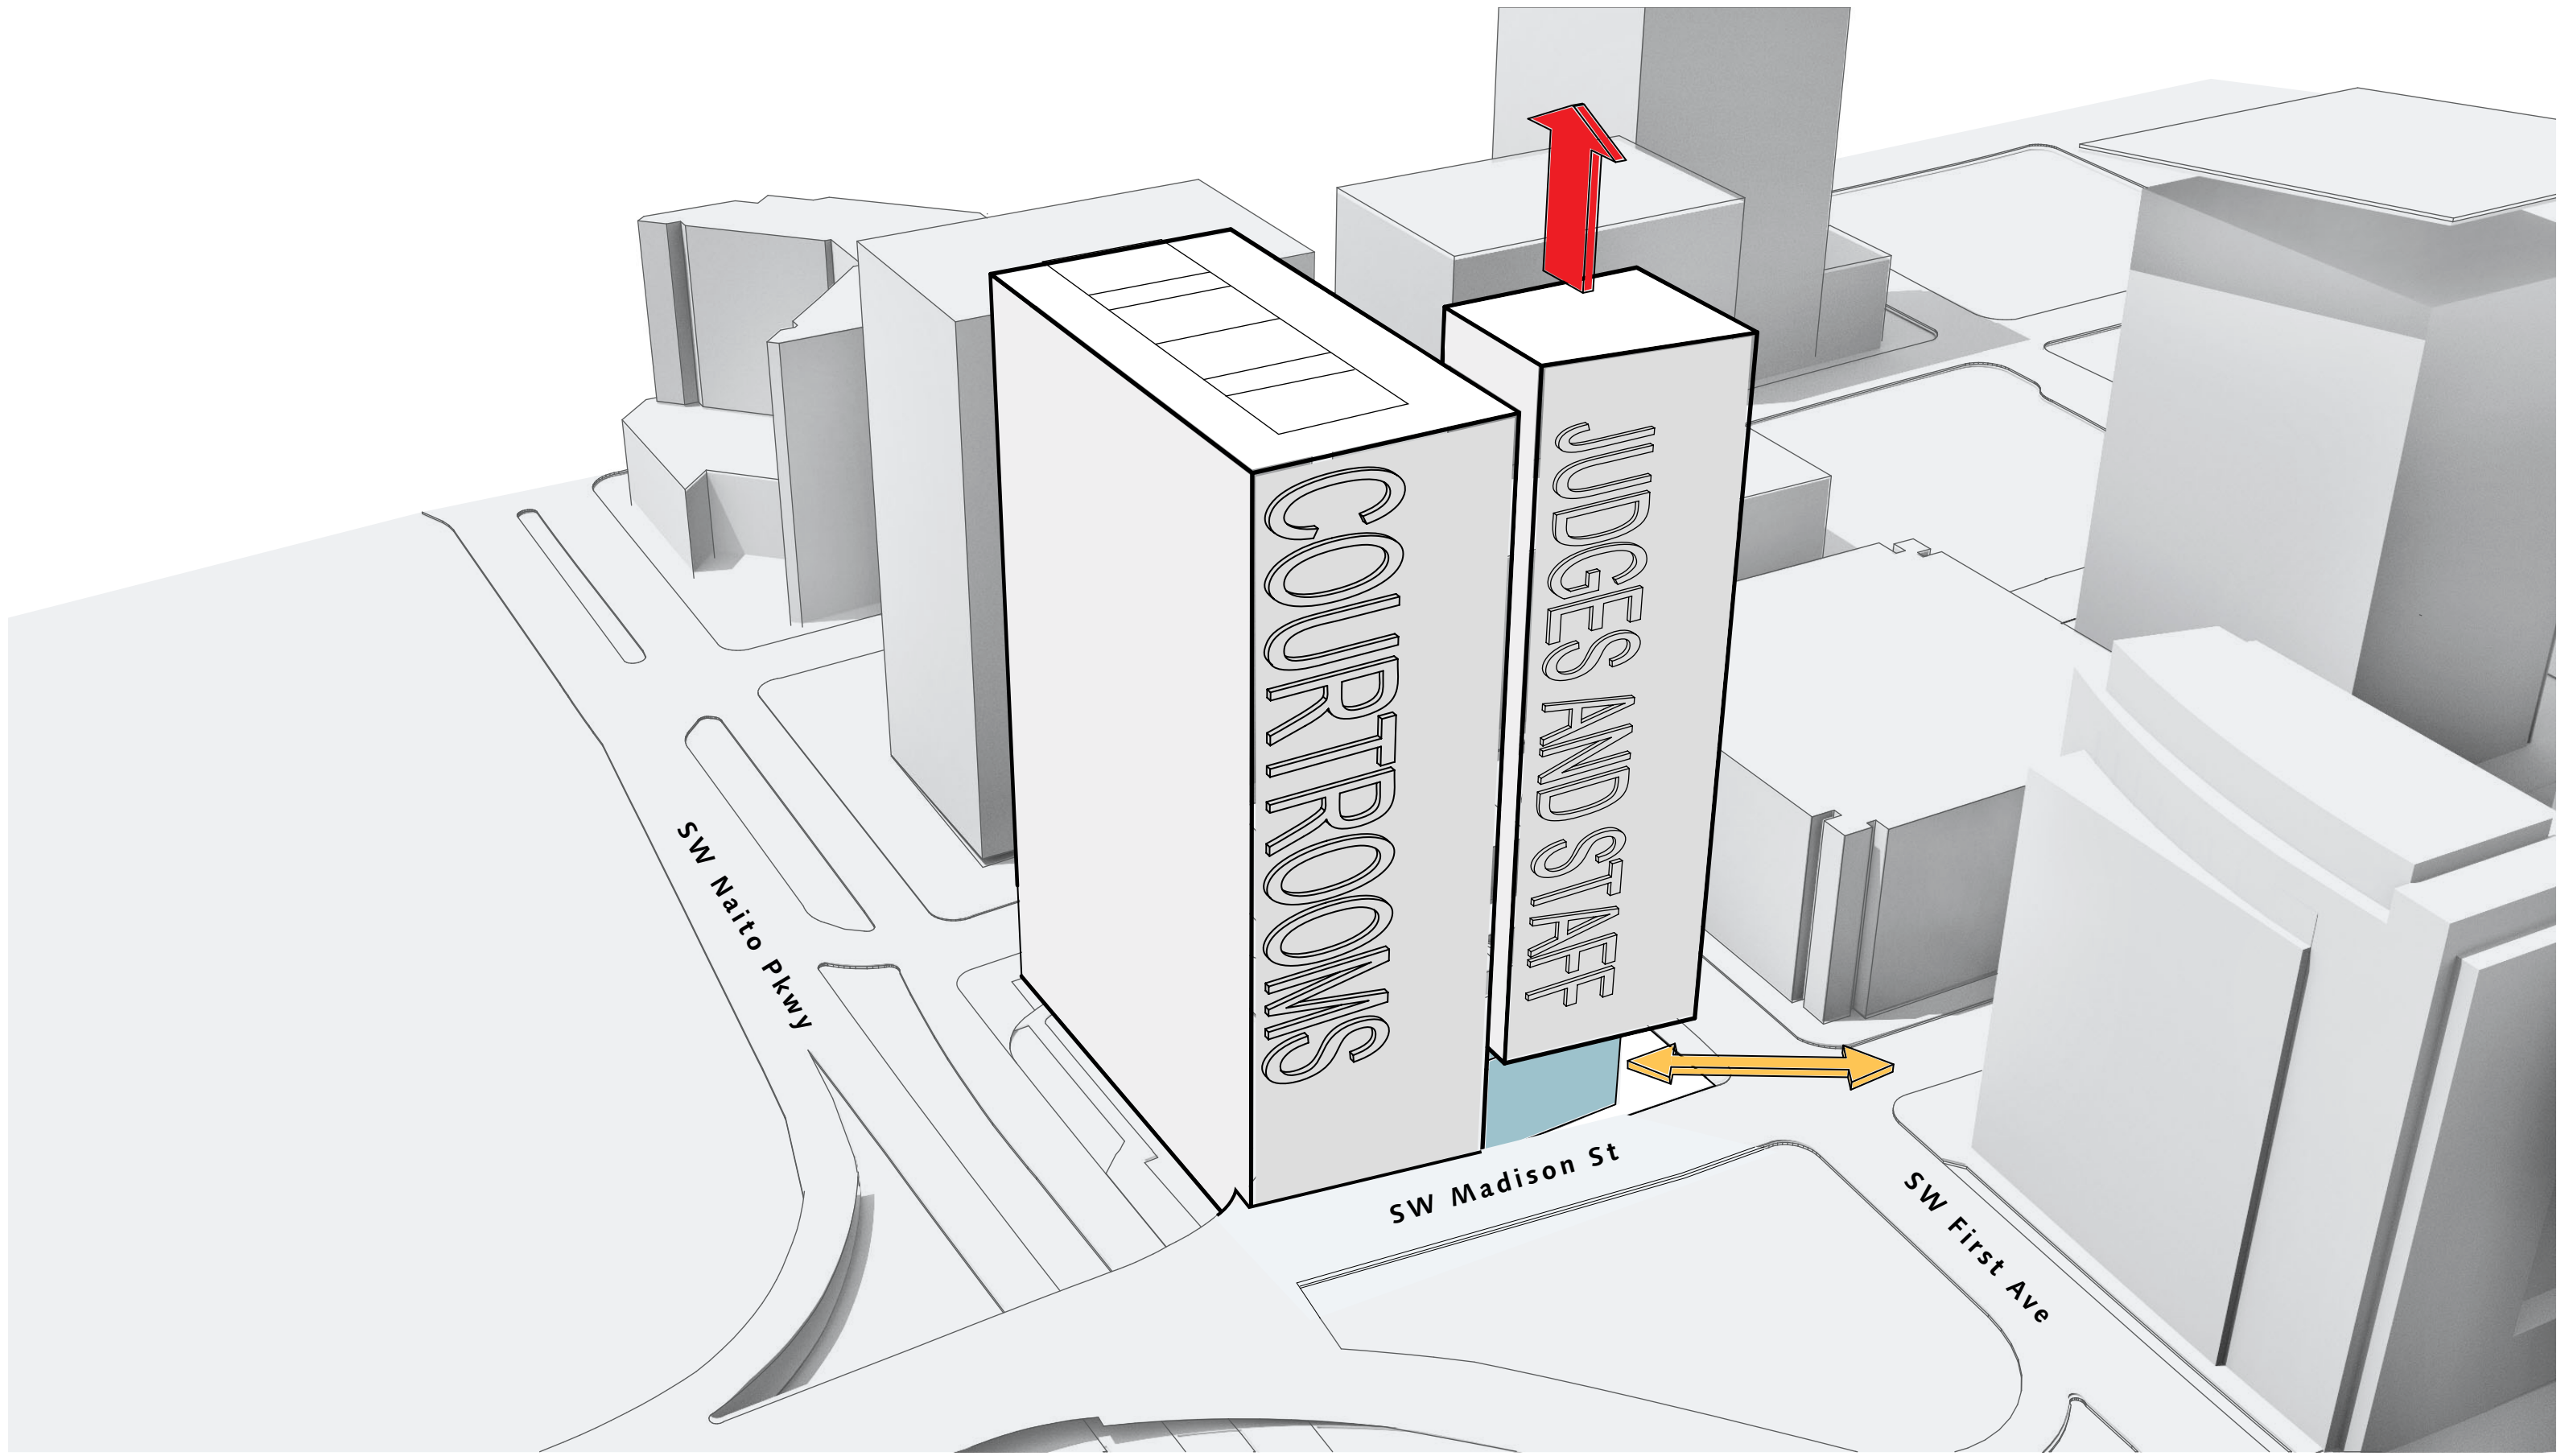 COURTROOMS
JUDGES AND STAFF
SW Naito Pkwy
SW Madison St
SW First Ave